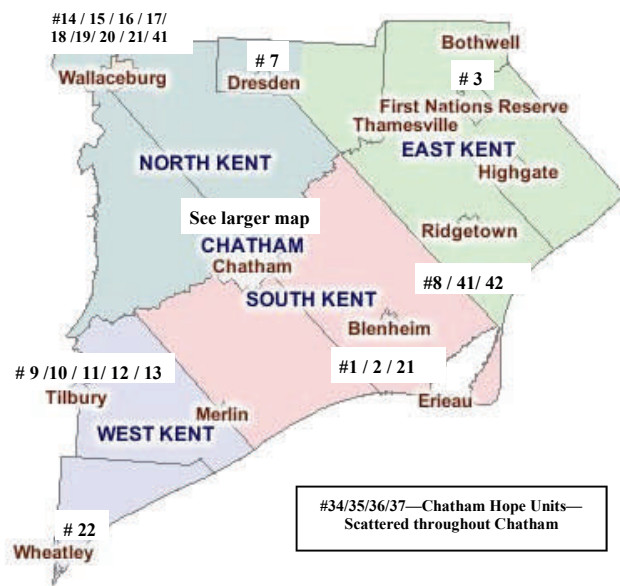 #14 / 15 / 16 / 17/
18 /19/ 20 / 21/ 41
Wallaceburg
# 7
Dresden
Bothwell
# 3
First Nations Reserve
Thamesville
EAST KENT
Highgate
NORTH KENT
See larger map
CHATHAM
Chatham
Ridgetown
#8 / 41/ 42
SOUTH KENT
Blenheim
#1 / 2 / 21
Erieau
# 9 /10 / 11/ 12 / 13
Tilbury
Merlin
WEST KENT
# 22
Wheatley
#34/35/36/37—Chatham Hope Units—
Scattered throughout Chatham